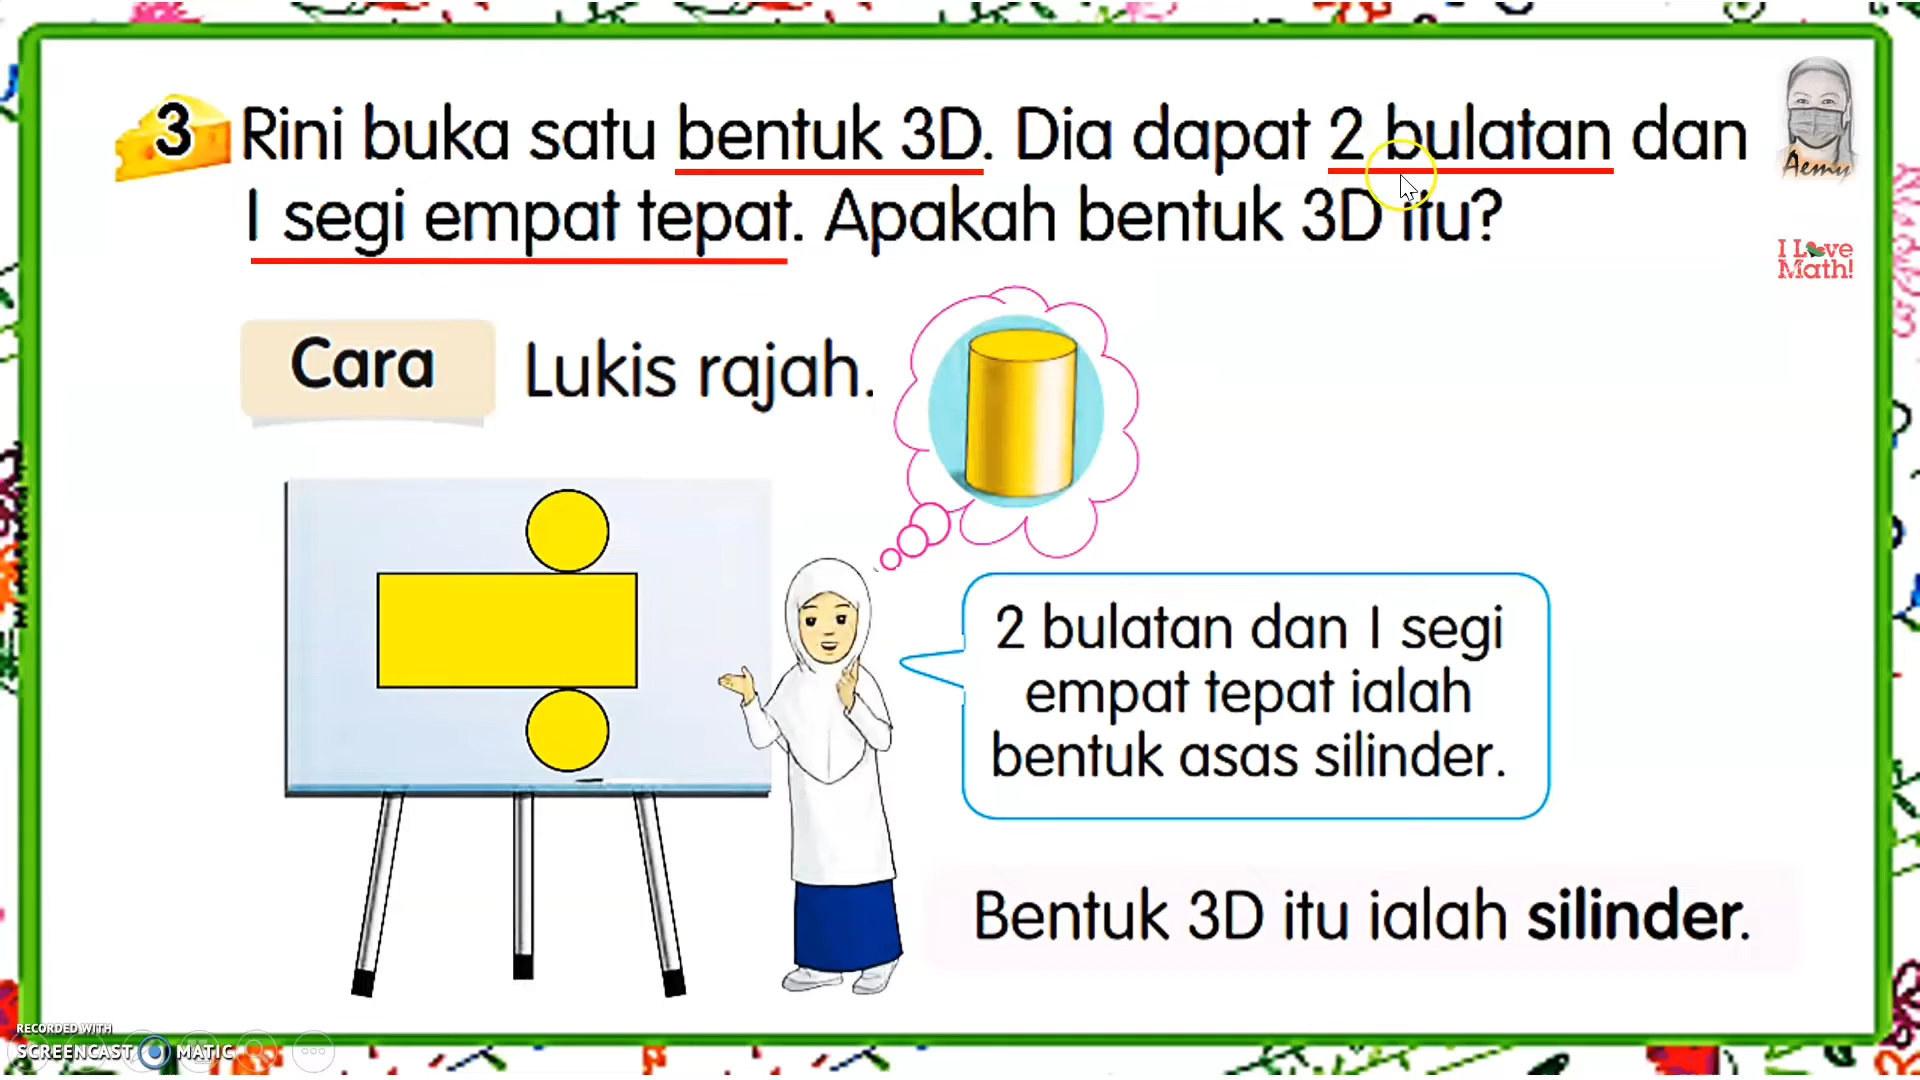 3 Rini buka satu bentuk 3D. Dia dapat 2 bulatan dan
1 segi empat tepat. Apakah bentuk 3D itu?
Aemy
I Love
Math!
Cara Lukis rajah.
2 bulatan dan 1 segi
empat tepat ialah
bentuk asas silinder.
Bentuk 3D itu ialah silinder.
RECORDED WITH
SCREENCAST MATIC